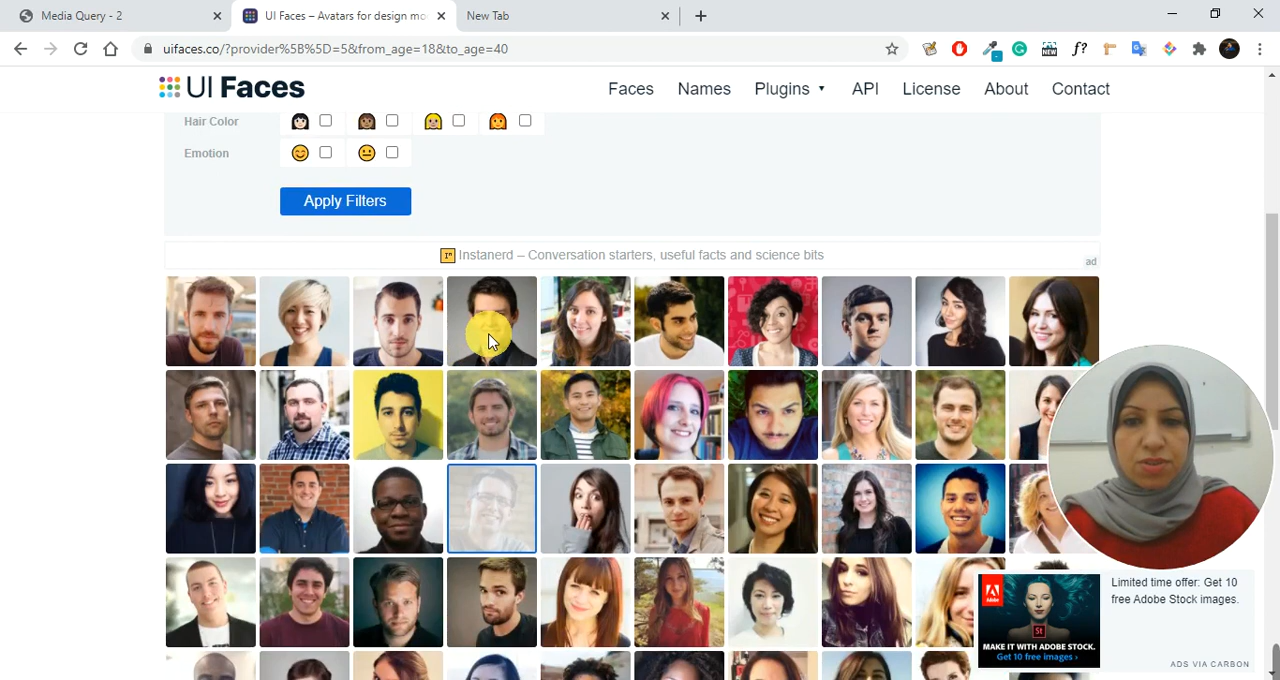 Media Query - 2
UI Faces – Avatars for design mo
New Tab
uifaces.co/?provider%5B%5D=5&from_age=18&to_age=40
NEW
f?
UI Faces
Faces
Names
Plugins
API
License
About
Contact
Hair Color
Emotion
Apply Filters
Instanerd – Conversation starters, useful facts and science bits
ad
Adobe
St
MAKE IT WITH ADOBE STOCK.
Get 10 free images ›
Limited time offer: Get 10
free Adobe Stock images.
ADS VIA CARBON